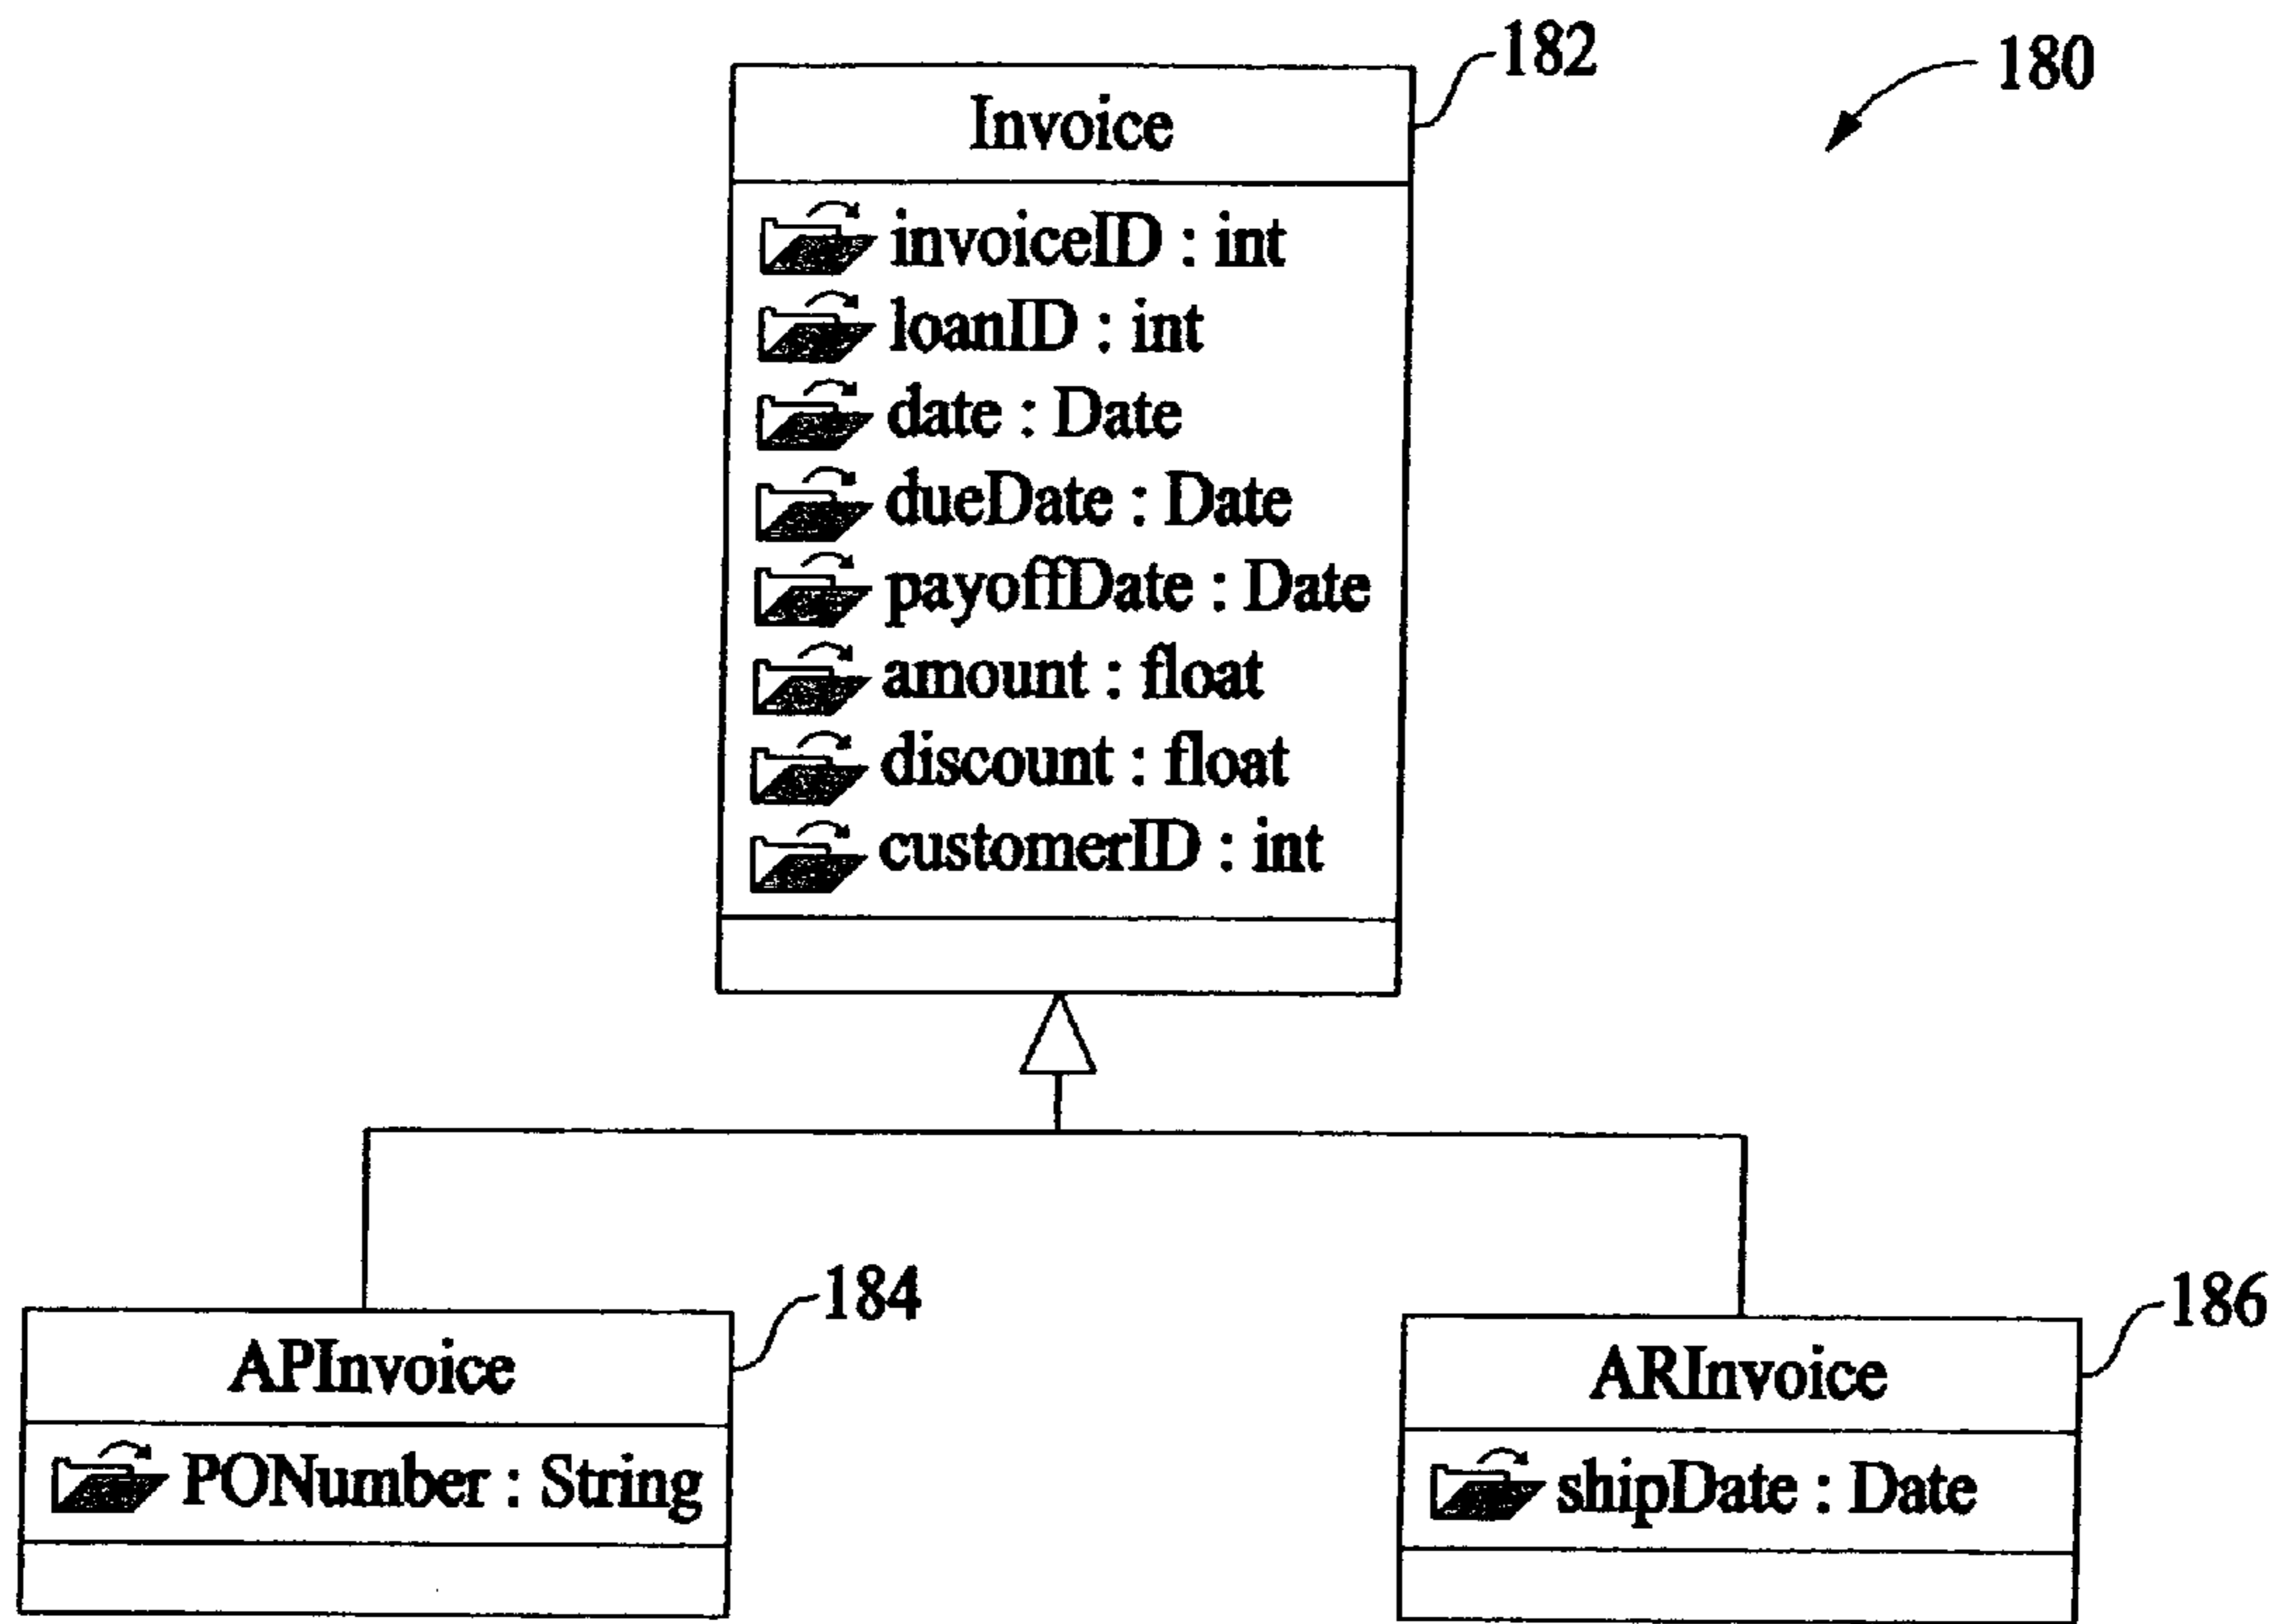 182
180
Invoice
invoiceID : int
loanID : int
date : Date
dueDate : Date
payoffDate : Date
amount : float
discount : float
customerID : int
184
186
APInvoice
ARInvoice
PONumber : String
shipDate : Date